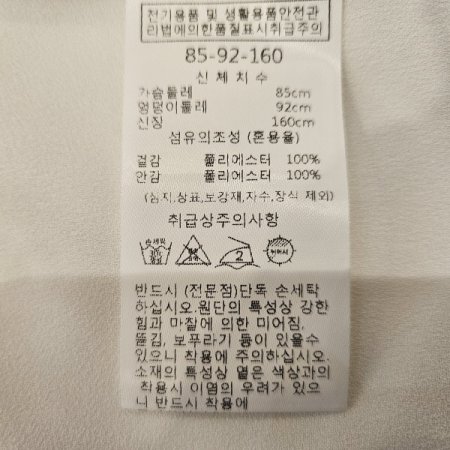 전기용품 및 생활용품안전관
리법에의한품질표시취급주의
85-92-160
신 체 치 수
가슴둘레 85cm
엉덩이둘레 92cm
신장 160cm
섬유의조성 (혼용율)
겉감 폴리에스터 100%
안감 폴리에스터 100%
(심지,상표,보강재,자수,장식 제외)
취급상주의사항
손세탁
2
반드시 (전문점)단독 손세탁
하십시오.원단의 특성상 강한
힘과 마찰에 의한 미어짐,
뜯김, 보푸라기 등이 있을수
있으니 착용에 주의하십시오.
소재의 특성상 옅은 색상과의
착용시 이염의 우려가 있으
니 반드시 착용에